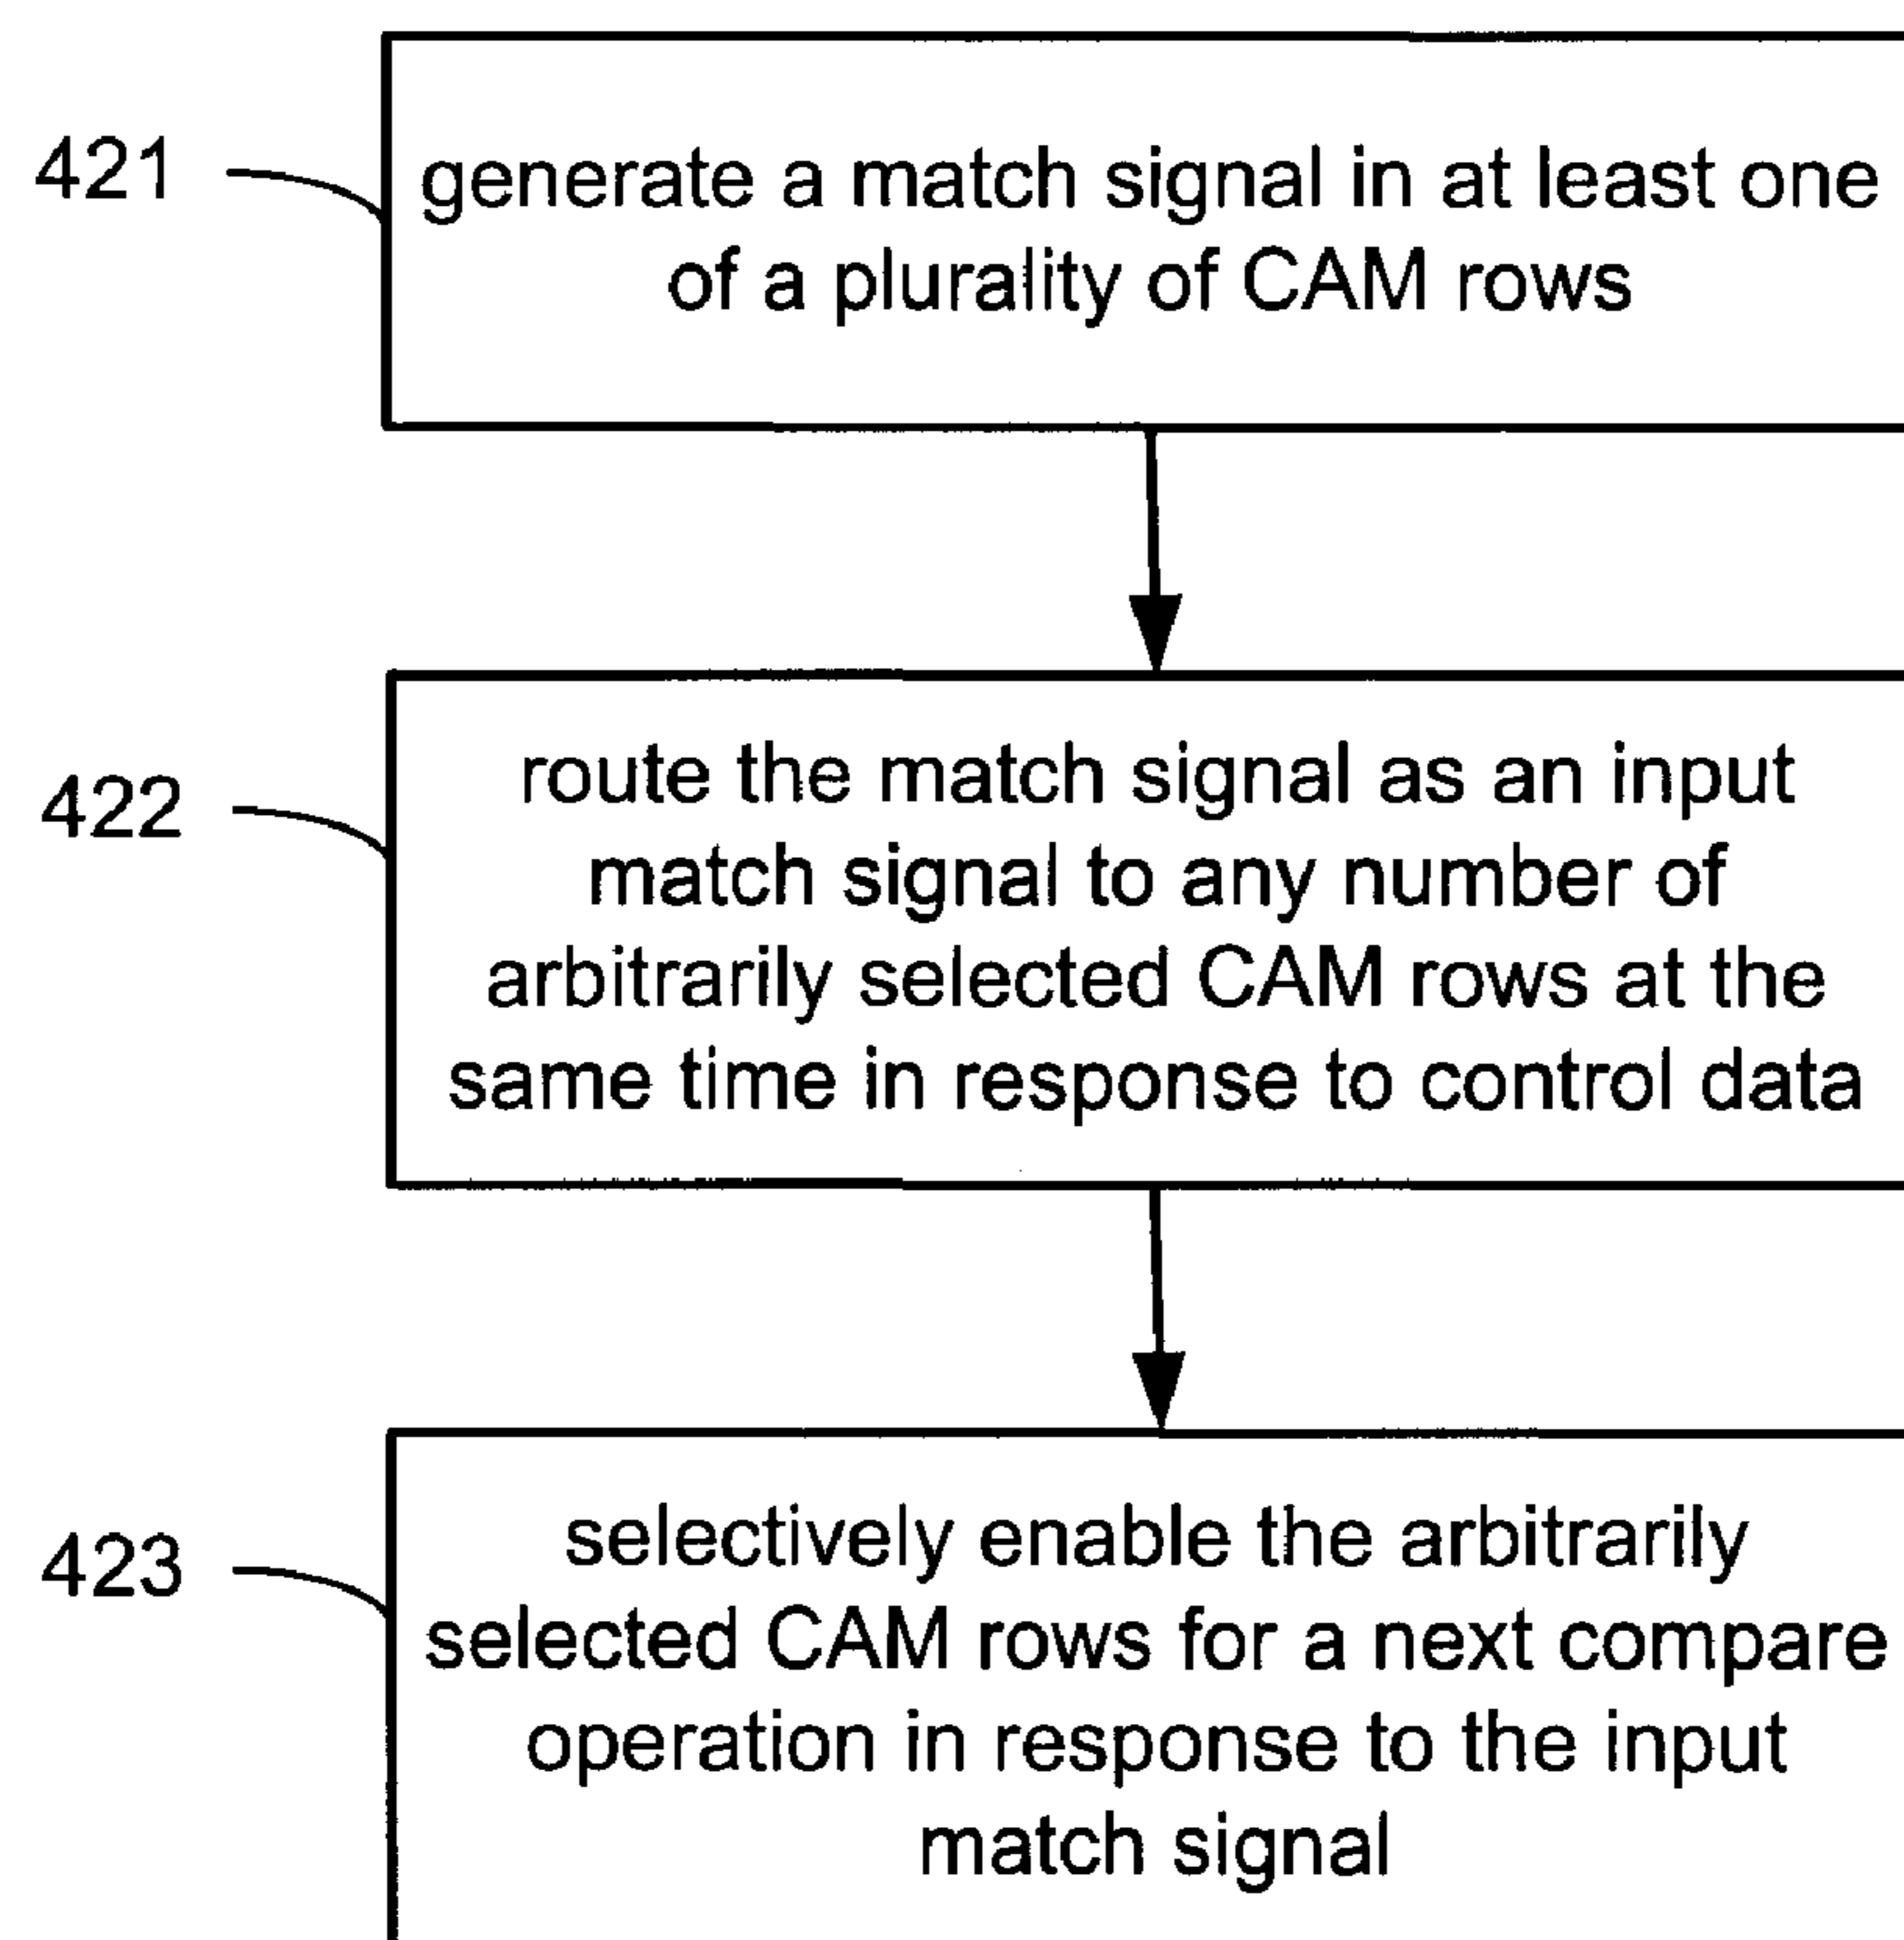 421
generate a match signal in at least one
of a plurality of CAM rows
422
route the match signal as an input
match signal to any number of
arbitrarily selected CAM rows at the
same time in response to control data
423
selectively enable the arbitrarily
selected CAM rows for a next compare
operation in response to the input
match signal